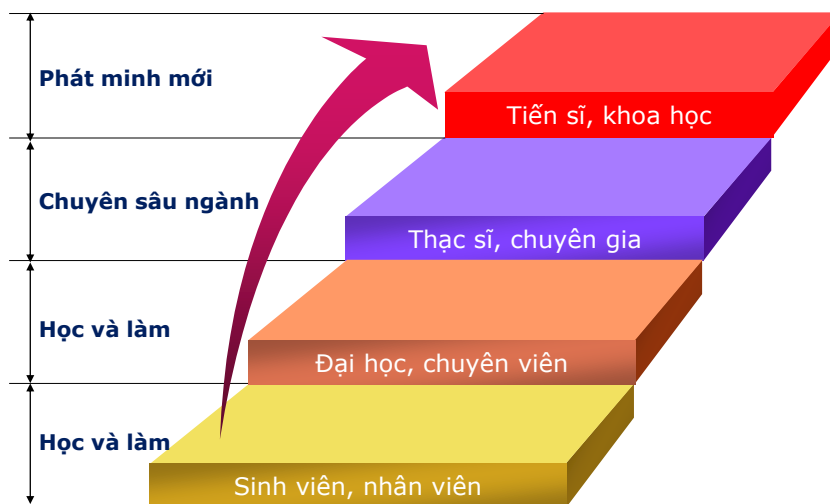 Phát minh mới
Tiến sĩ, khoa học
Chuyên sâu ngành
Thạc sĩ, chuyên gia
Học và làm
Đại học, chuyên viên
Học và làm
Sinh viên, nhân viên